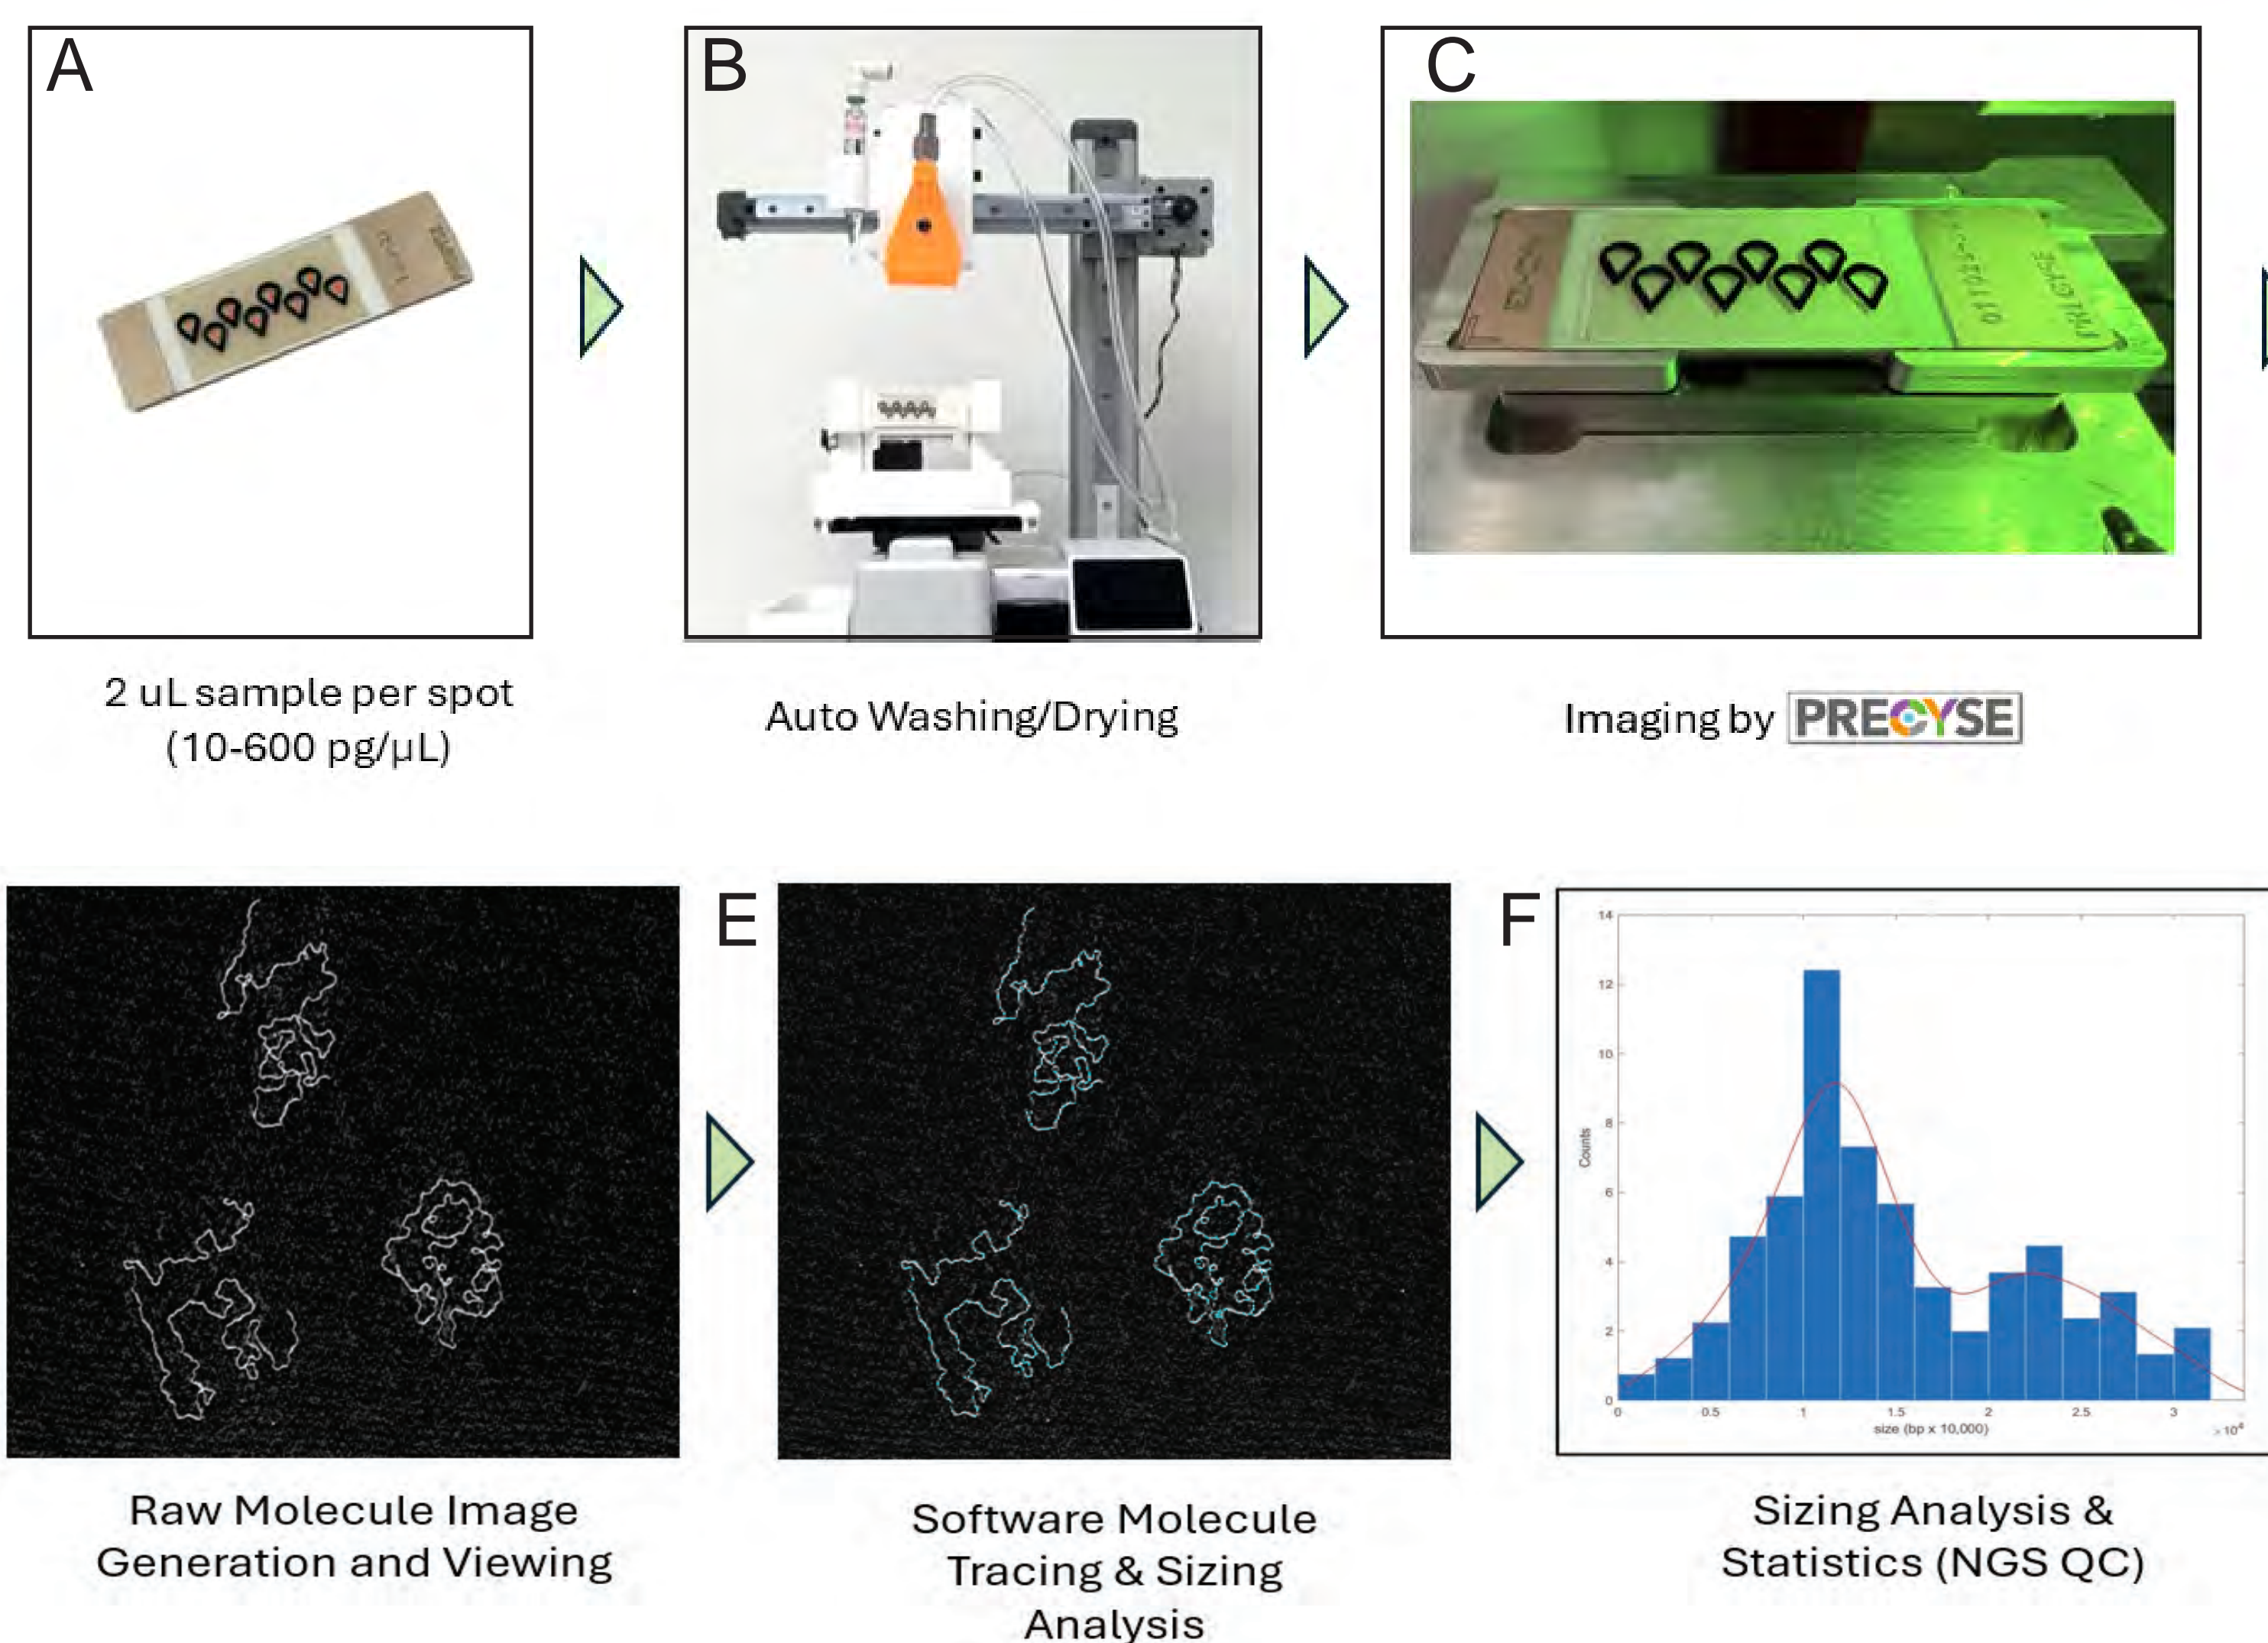 A
B
C
2 uL sample per spot
(10-600 pg/µL)
Auto Washing/Drying
Imaging by PRECYSE
E
F
14
12
10
8
6
4
2
0
Counts
0 0.5 1 1.5 2 2.5 3
size (bp x 10,000)
×10⁴
Raw Molecule Image
Generation and Viewing
Software Molecule
Tracing & Sizing
Analysis
Sizing Analysis &
Statistics (NGS QC)